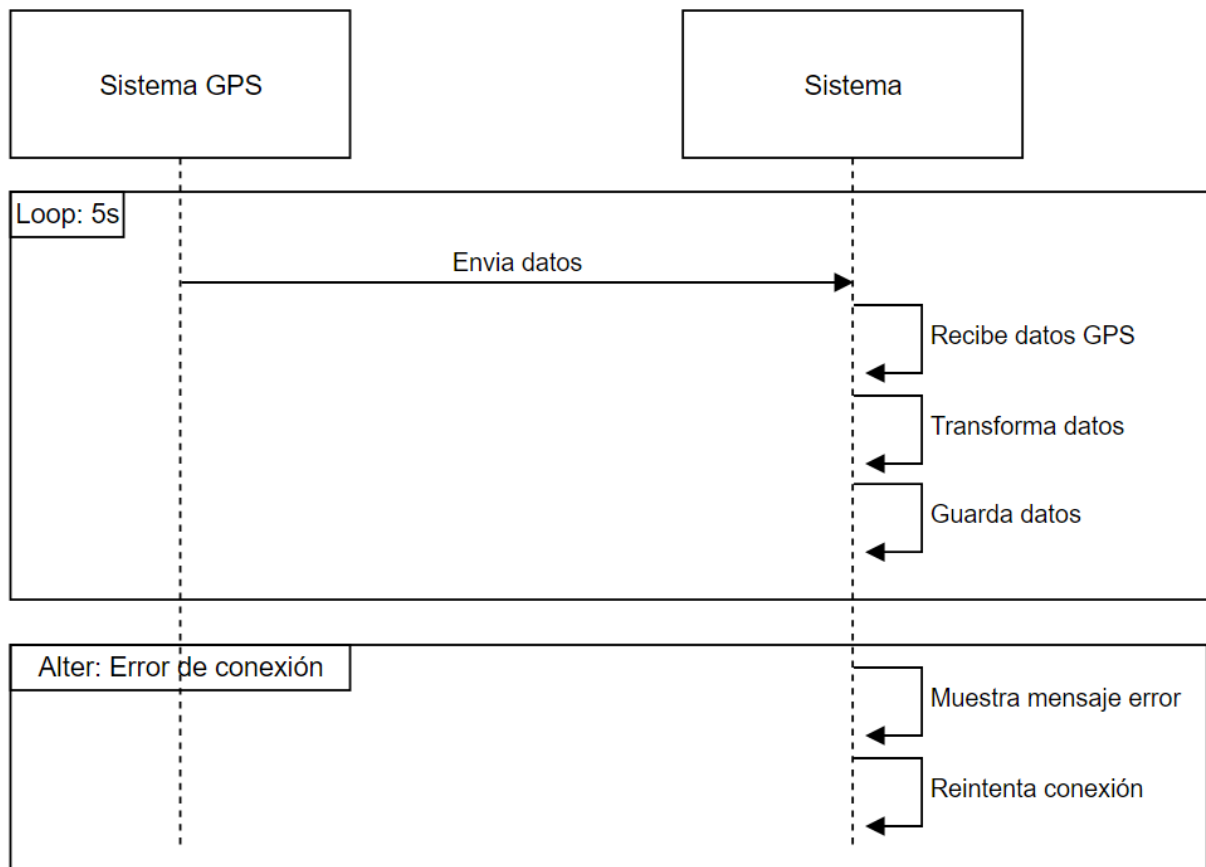 Sistema GPS
Sistema
Loop: 5s
Envia datos
Recibe datos GPS
Transforma datos
Guarda datos
Alter: Error de conexión
Muestra mensaje error
Reintenta conexión